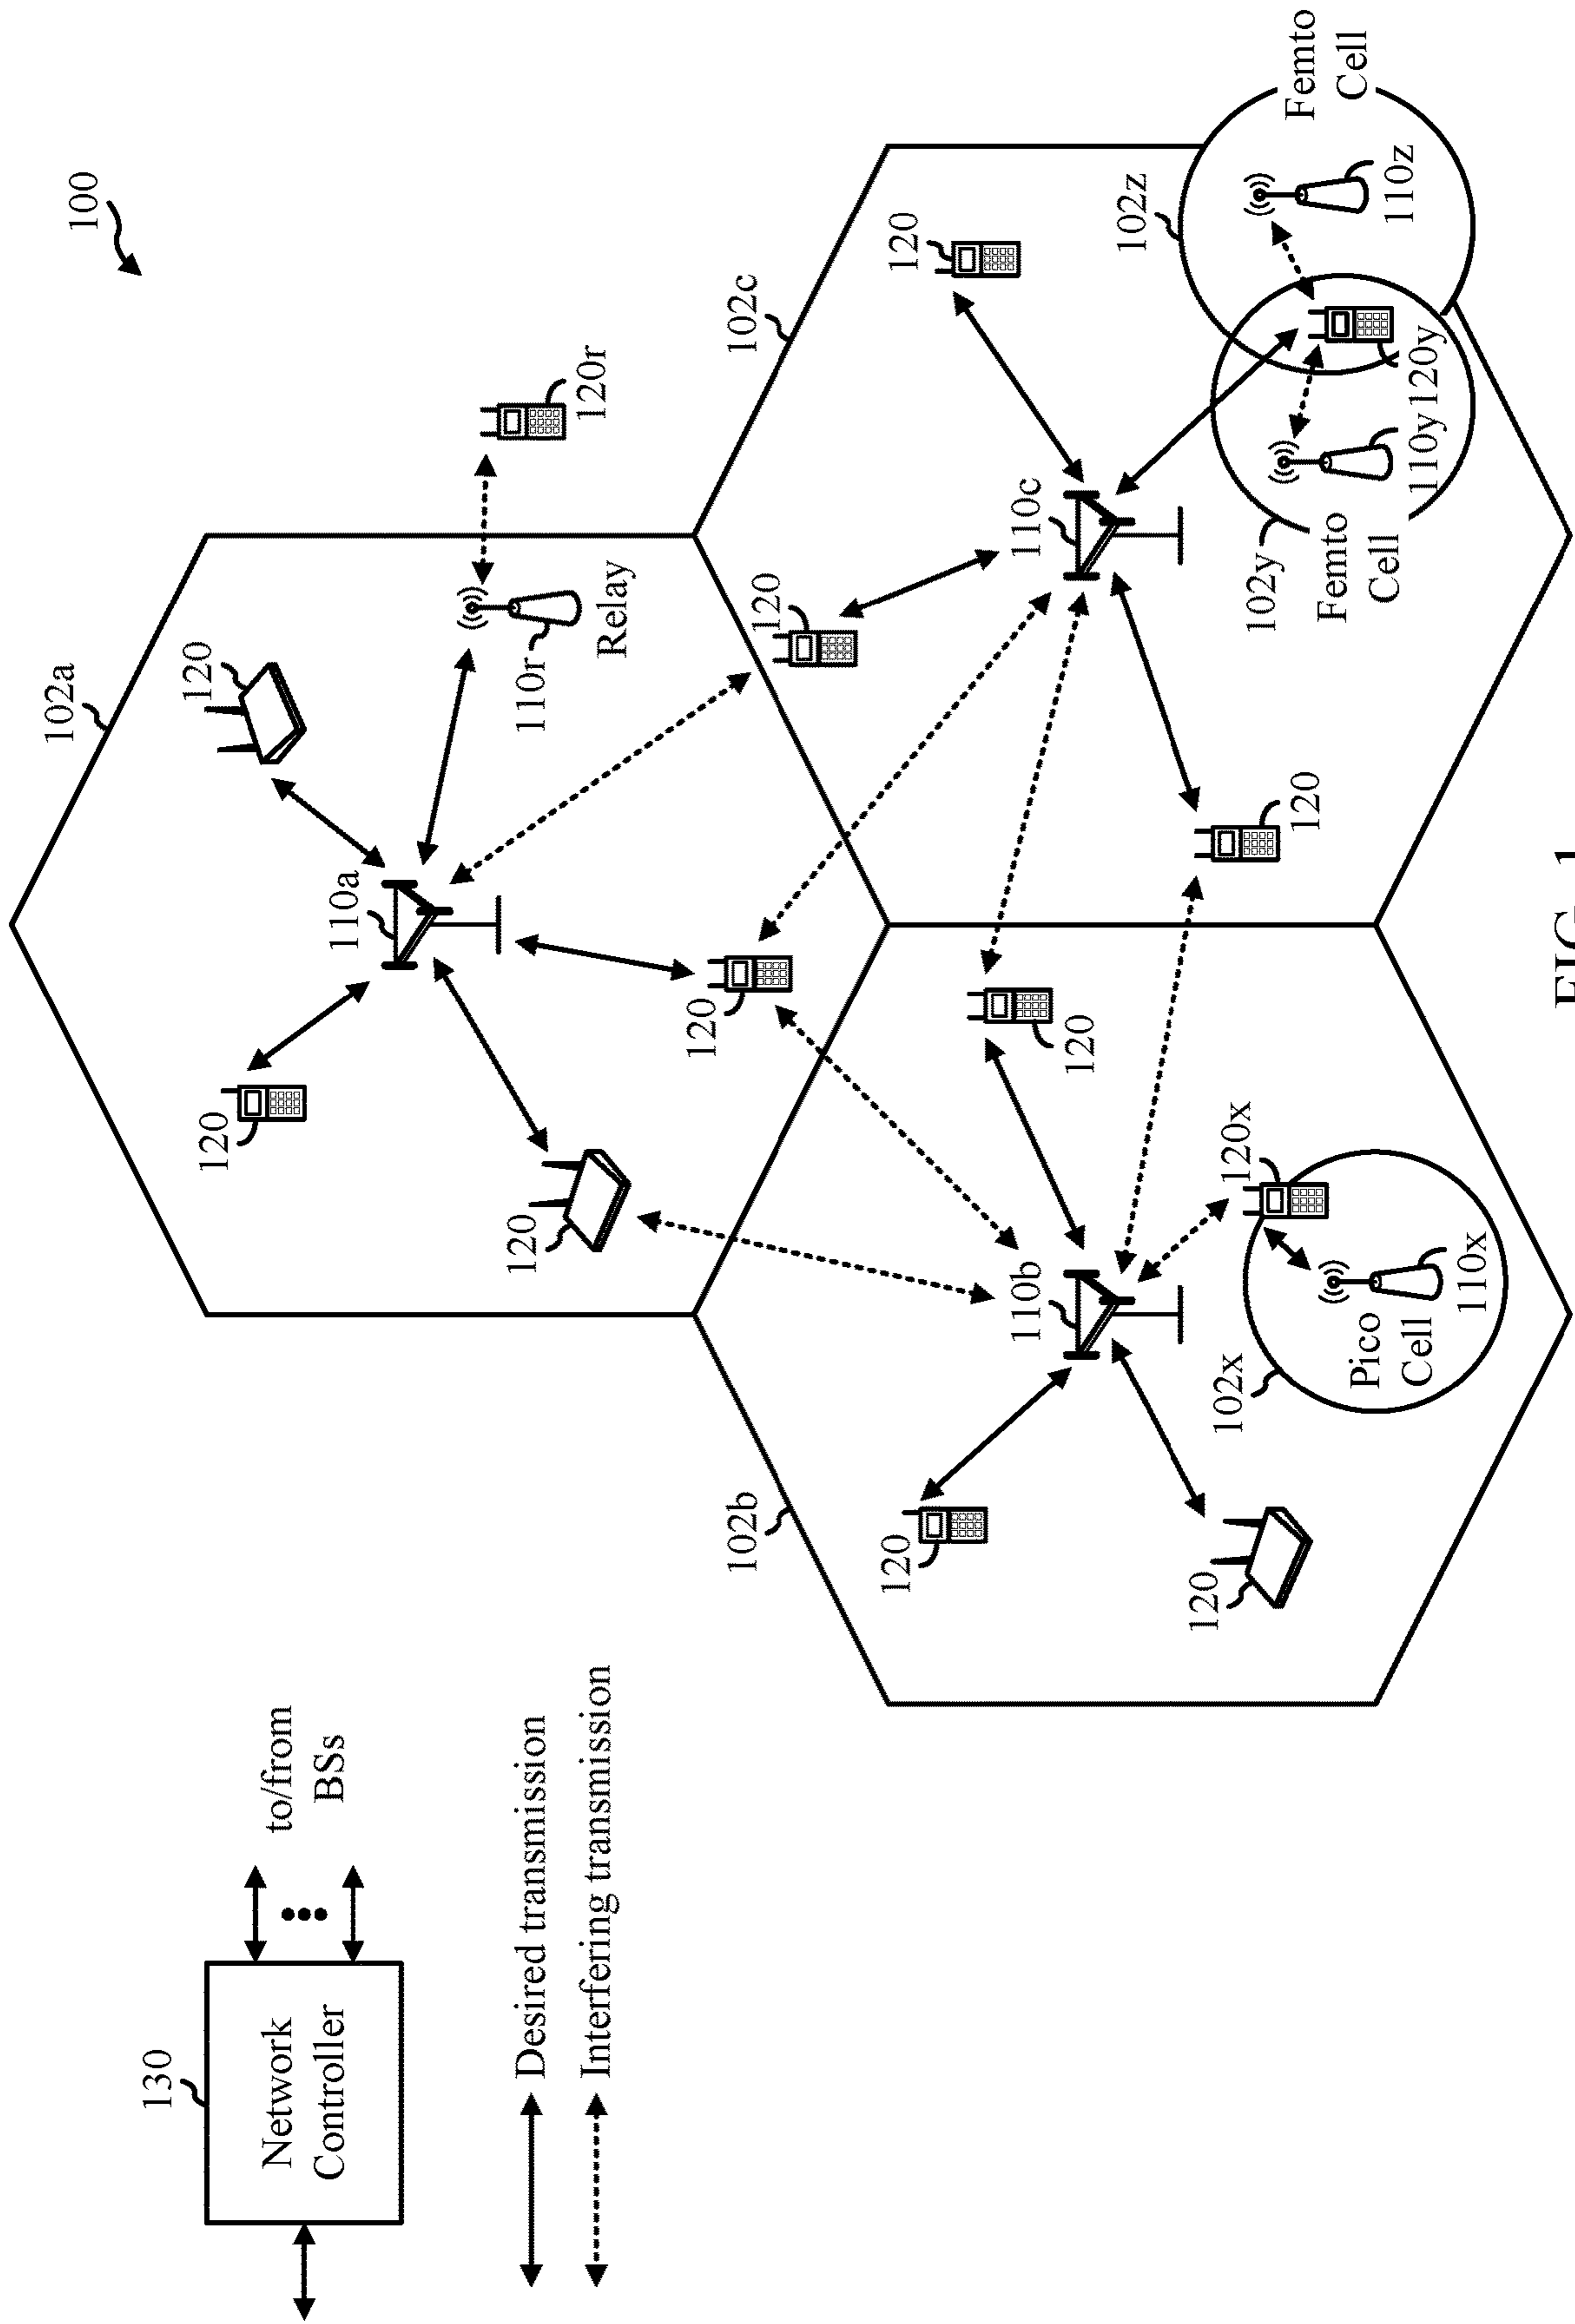 100
130
Network
Controller
to/from
BSs
Desired transmission
Interfering transmission
102a
120
120
110a
120
110r
Relay
120r
120
120
102b
120
120
110b
120
102x
Pico
Cell
110x
120x
102c
120
120
110c
120
102y
Femto
Cell
110y
120y
102z
110z
Femto
Cell